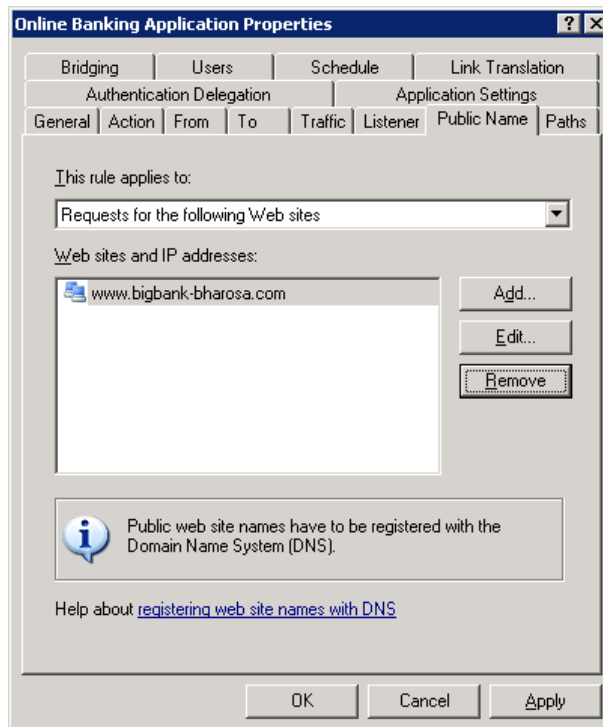 Online Banking Application Properties
Bridging Users Schedule Link Translation
Authentication Delegation Application Settings
General Action From To Traffic Listener Public Name Paths
This rule applies to:
Requests for the following Web sites
Web sites and IP addresses:
www.bigbank-bharosa.com
Add...
Edit...
Remove
Public web site names have to be registered with the
Domain Name System (DNS).
Help about registering web site names with DNS
OK Cancel Apply